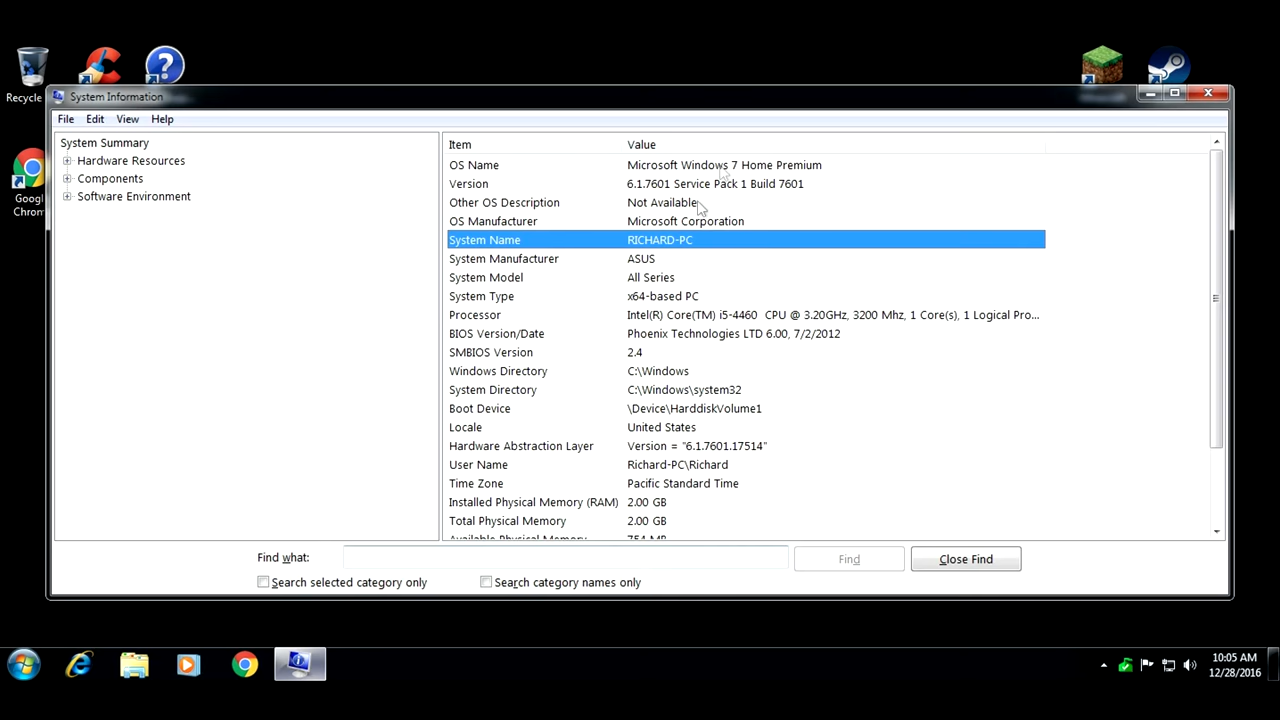 Recycle
System Information
File Edit View Help
System Summary
Hardware Resources
Components
Software Environment
Item Value
OS Name Microsoft Windows 7 Home Premium
Version 6.1.7601 Service Pack 1 Build 7601
Other OS Description Not Available
OS Manufacturer Microsoft Corporation
System Name RICHARD-PC
System Manufacturer ASUS
System Model All Series
System Type x64-based PC
Processor Intel(R) Core(TM) i5-4460 CPU @ 3.20GHz, 3200 Mhz, 1 Core(s), 1 Logical Pro...
BIOS Version/Date Phoenix Technologies LTD 6.00, 7/2/2012
SMBIOS Version 2.4
Windows Directory C:\Windows
System Directory C:\Windows\system32
Boot Device \Device\HarddiskVolume1
Locale United States
Hardware Abstraction Layer Version = "6.1.7601.17514"
User Name Richard-PC\Richard
Time Zone Pacific Standard Time
Installed Physical Memory (RAM) 2.00 GB
Total Physical Memory 2.00 GB
Available Physical Memory 754 MB
Google
Chrom
Find what: Find Close Find
Search selected category only Search category names only
10:05 AM
12/28/2016